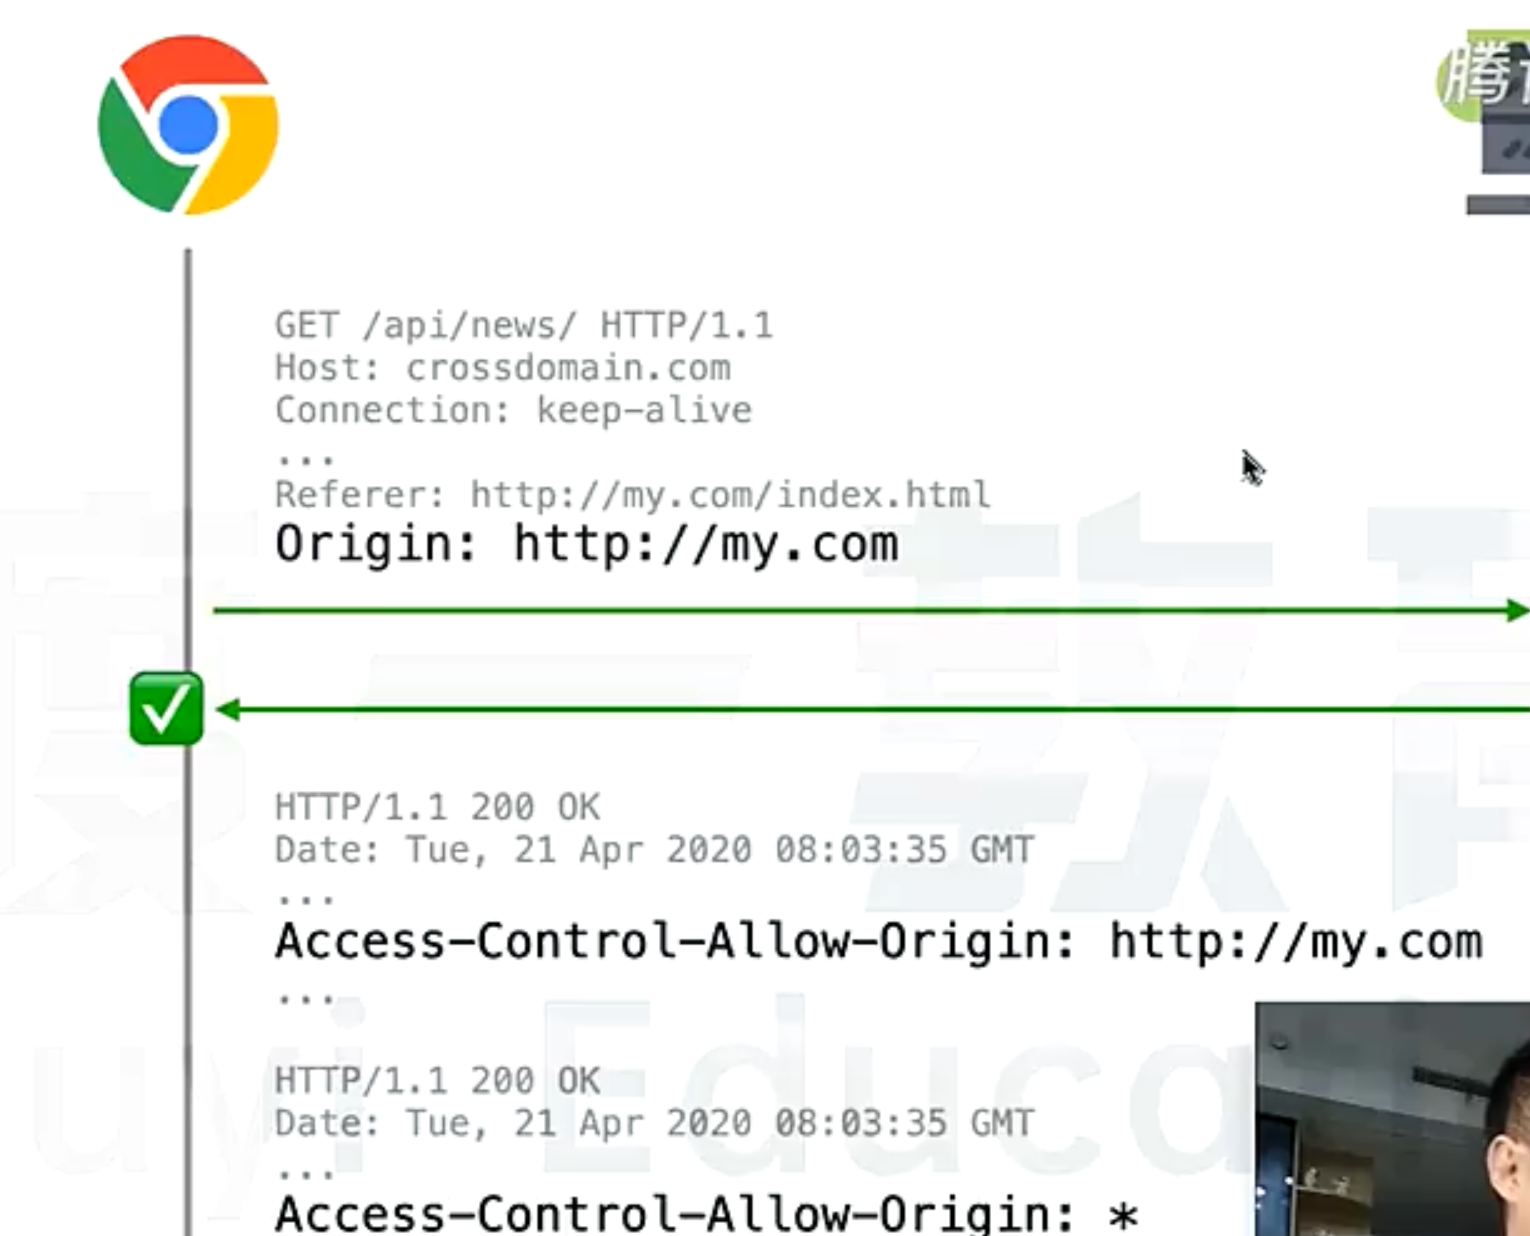 腾
GET /api/news/ HTTP/1.1
Host: crossdomain.com
Connection: keep-alive
...
Referer: http://my.com/index.html
Origin: http://my.com
HTTP/1.1 200 OK
Date: Tue, 21 Apr 2020 08:03:35 GMT
...
Access-Control-Allow-Origin: http://my.com
...
HTTP/1.1 200 OK
Date: Tue, 21 Apr 2020 08:03:35 GMT
...
Access-Control-Allow-Origin: *